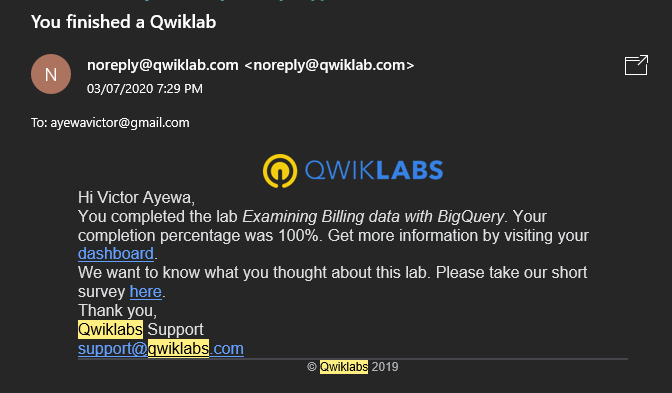 You finished a Qwiklab
N
noreply@qwiklab.com <noreply@qwiklab.com>
03/07/2020 7:29 PM
To: ayewavictor@gmail.com
QWIKLABS
Hi Victor Ayewa,
You completed the lab Examining Billing data with BigQuery. Your
completion percentage was 100%. Get more information by visiting your
dashboard.
We want to know what you thought about this lab. Please take our short
survey here.
Thank you,
Qwiklabs Support
support@qwiklabs.com
© Qwiklabs 2019